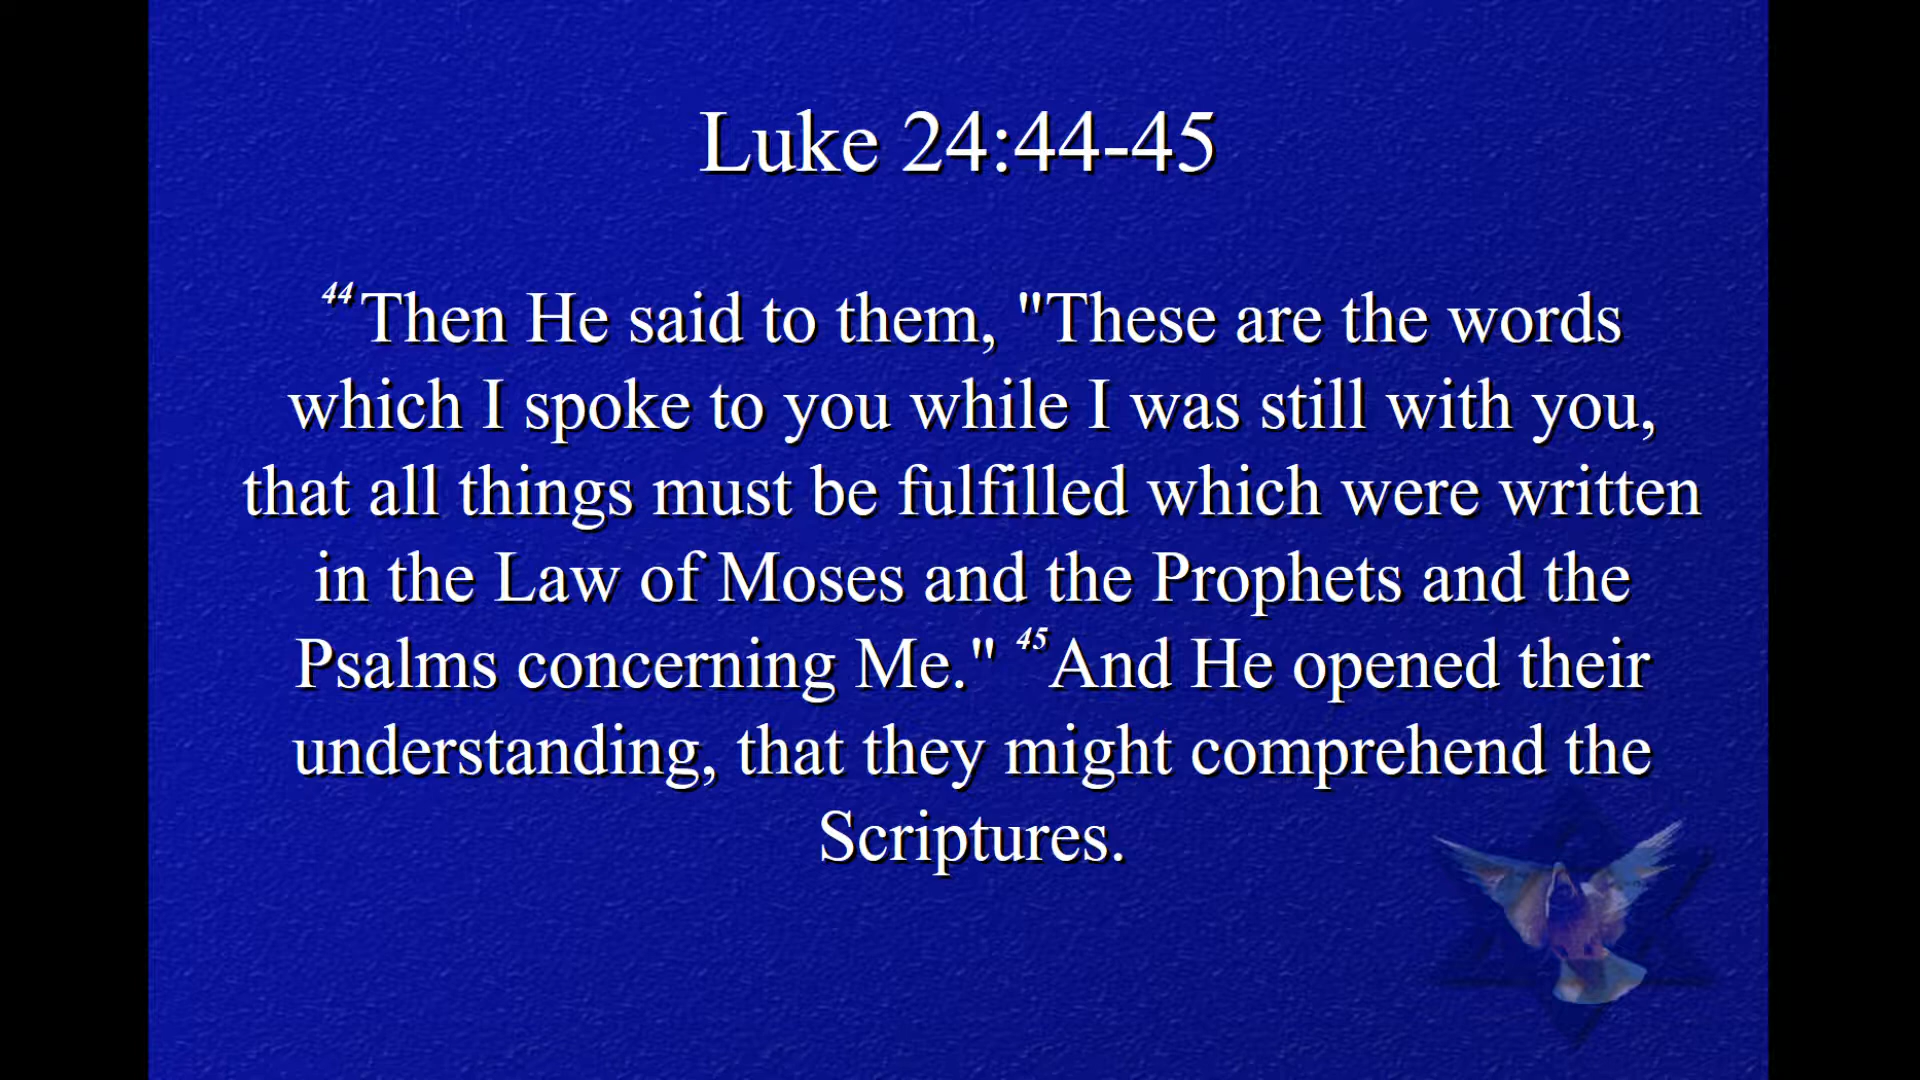 Luke 24:44-45
44 Then He said to them, "These are the words
which I spoke to you while I was still with you,
that all things must be fulfilled which were written
in the Law of Moses and the Prophets and the
Psalms concerning Me." 45 And He opened their
understanding, that they might comprehend the
Scriptures.